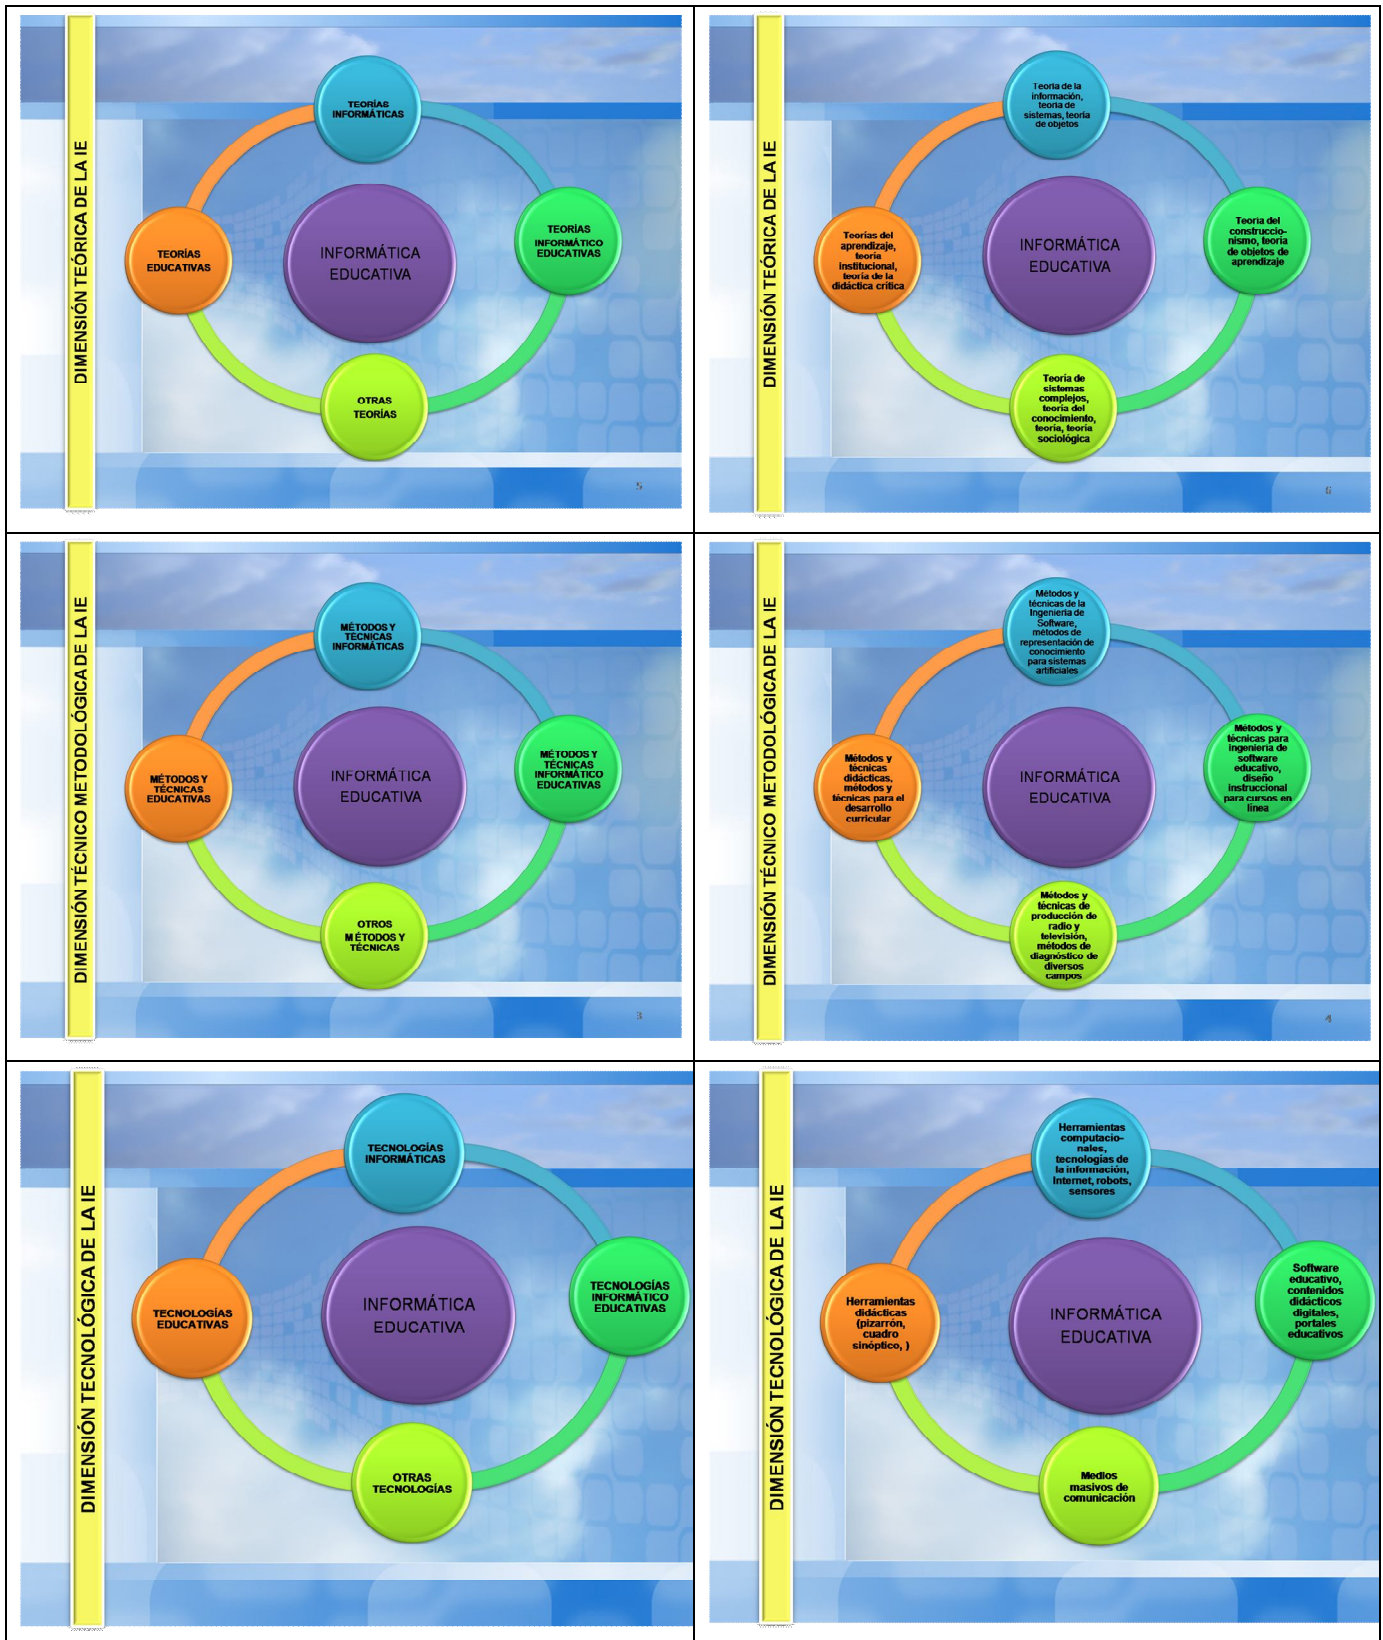 DIMENSIÓN TEÓRICA DE LA IE
TEORÍAS
INFORMÁTICAS
TEORÍAS
INFORMÁTICO
EDUCATIVAS
TEORÍAS
EDUCATIVAS
INFORMÁTICA
EDUCATIVA
OTRAS
TEORÍAS
5
DIMENSIÓN TEÓRICA DE LA IE
Teoría de la
información,
teoría de
sistemas, teoría
de objetos
Teoría del
construccio-
nismo, teoría
de objetos de
aprendizaje
Teorías del
aprendizaje,
teoría
institucional,
teoría de la
didáctica crítica
INFORMÁTICA
EDUCATIVA
Teoría de
sistemas
complejos,
teoría del
conocimiento,
teoría, teoría
sociológica
6
DIMENSIÓN TÉCNICO METODOLÓGICADE LA IE
MÉTODOS Y
TÉCNICAS
INFORMÁTICAS
MÉTODOS Y
TÉCNICAS
INFORMÁTICO
EDUCATIVAS
MÉTODOS Y
TÉCNICAS
EDUCATIVAS
INFORMÁTICA
EDUCATIVA
OTROS
MÉTODOS Y
TÉCNICAS
3
DIMENSIÓN TÉCNICO METODOLÓGICADE LA IE
Métodos y
técnicas de la
Ingeniería de
Software,
métodos de
representación de
conocimiento
para sistemas
artificiales
Métodos y
técnicas para
ingeniería de
software
educativo,
diseño
instruccional
para cursos en
línea
Métodos y
técnicas
didácticas,
métodos y
técnicas para el
desarrollo
curricular
INFORMÁTICA
EDUCATIVA
Métodos y
técnicas de
producción de
radio y
televisión,
métodos de
diagnóstico de
diversos
campos
4
DIMENSIÓN TECNOLÓGICA DE LA IE
TECNOLOGÍAS
INFORMÁTICAS
TECNOLOGÍAS
INFORMÁTICO
EDUCATIVAS
TECNOLOGÍAS
EDUCATIVAS
INFORMÁTICA
EDUCATIVA
OTRAS
TECNOLOGÍAS
DIMENSIÓN TECNOLÓGICA DE LA IE
Herramientas
computacio-
nales,
tecnologías de
la información,
Internet, robots,
sensores
Software
educativo,
contenidos
didácticos
digitales,
portales
educativos
Herramientas
didácticas
(pizarrón,
cuadro
sinóptico, )
INFORMÁTICA
EDUCATIVA
Medios
masivos de
comunicación